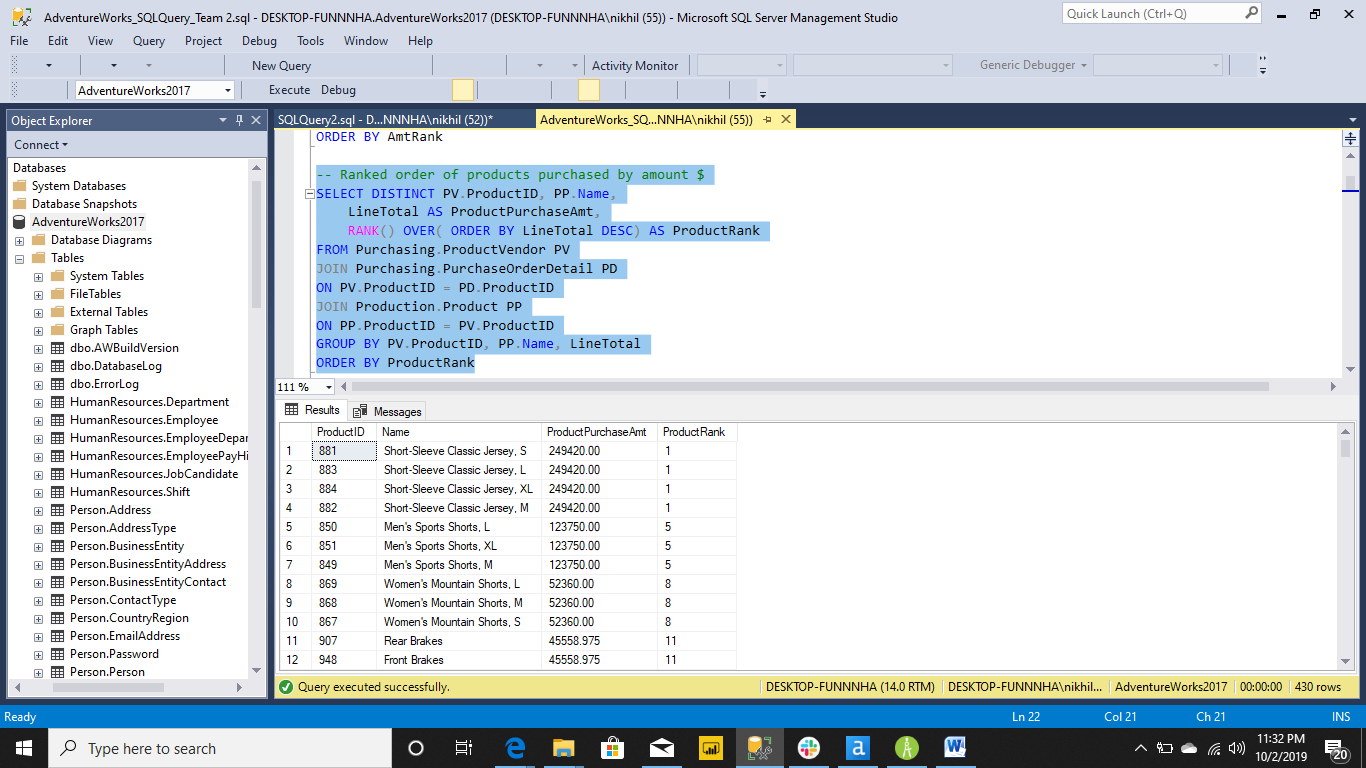 AdventureWorks_SQLQuery_Team 2.sql - DESKTOP-FUNNNHA.AdventureWorks2017 (DESKTOP-FUNNNHA\nikhil (55)) - Microsoft SQL Server Management Studio
Quick Launch (Ctrl+Q)
File Edit View Query Project Debug Tools Window Help
New Query Activity Monitor Generic Debugger
AdventureWorks2017 Execute Debug
Object Explorer
Connect
Databases
System Databases
Database Snapshots
AdventureWorks2017
Database Diagrams
Tables
System Tables
FileTables
External Tables
Graph Tables
dbo.AWBuildVersion
dbo.DatabaseLog
dbo.ErrorLog
HumanResources.Department
HumanResources.Employee
HumanResources.EmployeeDepar
HumanResources.EmployeePayHi
HumanResources.JobCandidate
HumanResources.Shift
Person.Address
Person.AddressType
Person.BusinessEntity
Person.BusinessEntityAddress
Person.BusinessEntityContact
Person.ContactType
Person.CountryRegion
Person.EmailAddress
Person.Password
Person.Person
SQLQuery2.sql - D...NNNHA\nikhil (52))* AdventureWorks_SQ...NNHA\nikhil (55))
ORDER BY AmtRank
-- Ranked order of products purchased by amount $
SELECT DISTINCT PV.ProductID, PP.Name,
LineTotal AS ProductPurchaseAmt,
RANK() OVER( ORDER BY LineTotal DESC) AS ProductRank
FROM Purchasing.ProductVendor PV
JOIN Purchasing.PurchaseOrderDetail PD
ON PV.ProductID = PD.ProductID
JOIN Production.Product PP
ON PP.ProductID = PV.ProductID
GROUP BY PV.ProductID, PP.Name, LineTotal
ORDER BY ProductRank
111 %
Results Messages
ProductID Name ProductPurchaseAmt ProductRank
1 881 Short-Sleeve Classic Jersey, S 249420.00 1
2 883 Short-Sleeve Classic Jersey, L 249420.00 1
3 884 Short-Sleeve Classic Jersey, XL 249420.00 1
4 882 Short-Sleeve Classic Jersey, M 249420.00 1
5 850 Men's Sports Shorts, L 123750.00 5
6 851 Men's Sports Shorts, XL 123750.00 5
7 849 Men's Sports Shorts, M 123750.00 5
8 869 Women's Mountain Shorts, L 52360.00 8
9 868 Women's Mountain Shorts, M 52360.00 8
10 867 Women's Mountain Shorts, S 52360.00 8
11 907 Rear Brakes 45558.975 11
12 948 Front Brakes 45558.975 11
Query executed successfully. DESKTOP-FUNNNHA (14.0 RTM) DESKTOP-FUNNNHA\nikhil... AdventureWorks2017 00:00:00 430 rows
Ready Ln 22 Col 21 Ch 21 INS
Type here to search
11:32 PM
10/2/2019
20